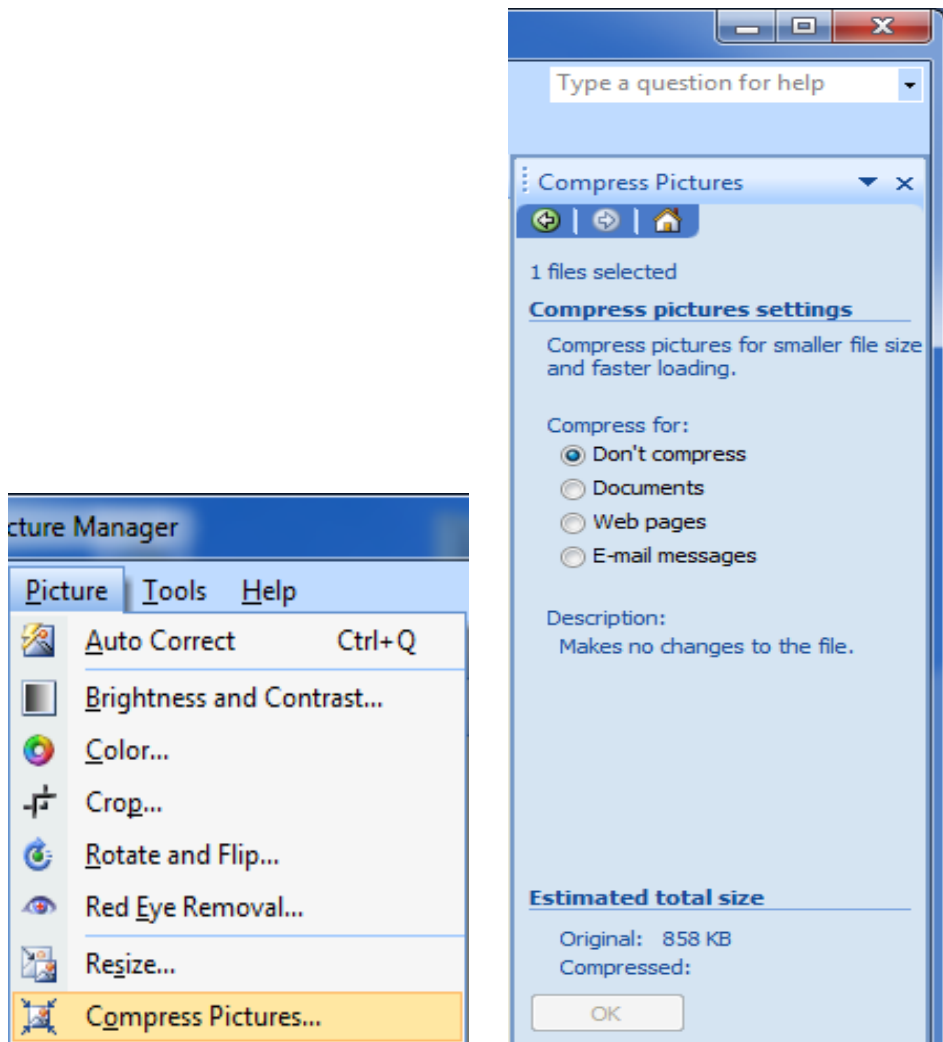 cture Manager
Picture Tools Help
Auto Correct Ctrl+Q
Brightness and Contrast...
Color...
Crop...
Rotate and Flip...
Red Eye Removal...
Resize...
Compress Pictures...
Type a question for help
Compress Pictures
1 files selected
Compress pictures settings
Compress pictures for smaller file size
and faster loading.
Compress for:
Don't compress
Documents
Web pages
E-mail messages
Description:
Makes no changes to the file.
Estimated total size
Original: 858 KB
Compressed:
OK